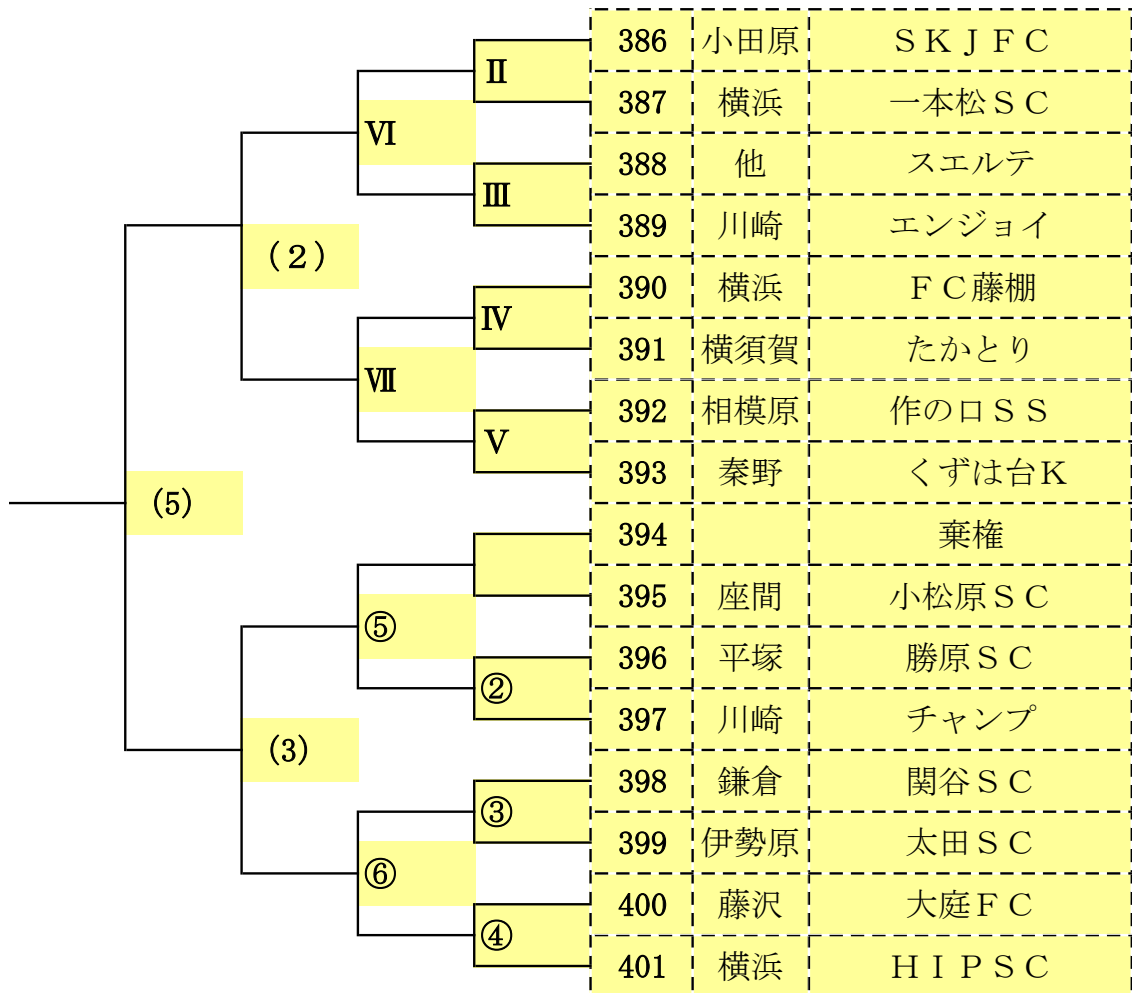 386 小田原 ＳＫＪＦＣ
Ⅱ
387 横浜 一本松ＳＣ
Ⅵ
388 他 スエルテ
Ⅲ
389 川崎 エンジョイ
(２)
390 横浜 ＦＣ藤棚
Ⅳ
391 横須賀 たかとり
Ⅶ
392 相模原 作の口ＳＳ
Ⅴ
393 秦野 くずは台Ｋ
(5)
394 棄権
395 座間 小松原ＳＣ
⑤
396 平塚 勝原ＳＣ
②
397 川崎 チャンプ
(3)
398 鎌倉 関谷ＳＣ
③
399 伊勢原 太田ＳＣ
⑥
400 藤沢 大庭ＦＣ
④
401 横浜 ＨＩＰＳＣ